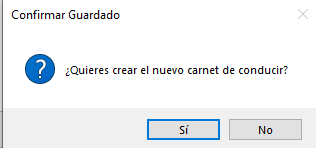 Confirmar Guardado
¿Quieres crear el nuevo carnet de conducir?
Sí
No